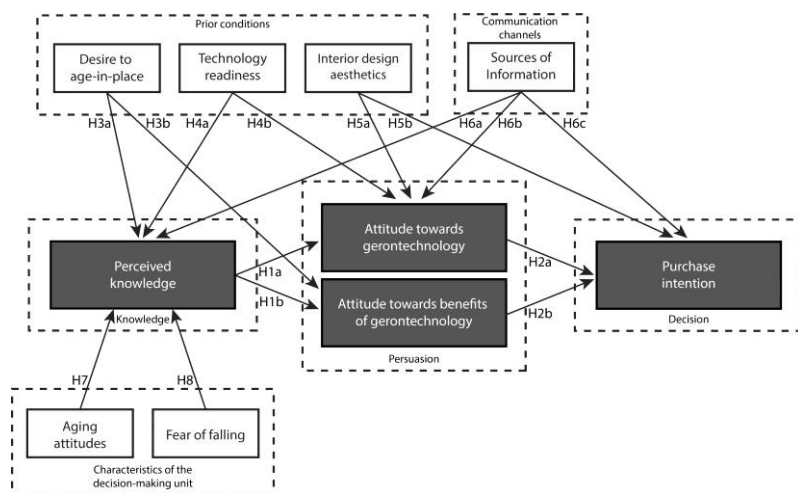 Prior conditions
Communication
channels
Desire to
age-in-place
Technology
readiness
Interior design
aesthetics
Sources of
Information
H3a
H3b
H4a
H4b
H5a
H5b
H6a
H6b
H6c
Perceived
knowledge
Knowledge
H1a
H1b
Attitude towards
gerontechnology
Attitude towards benefits
of gerontechnology
Persuasion
H2a
H2b
Purchase
intention
Decision
H7
H8
Aging
attitudes
Fear of falling
Characteristics of the
decision-making unit